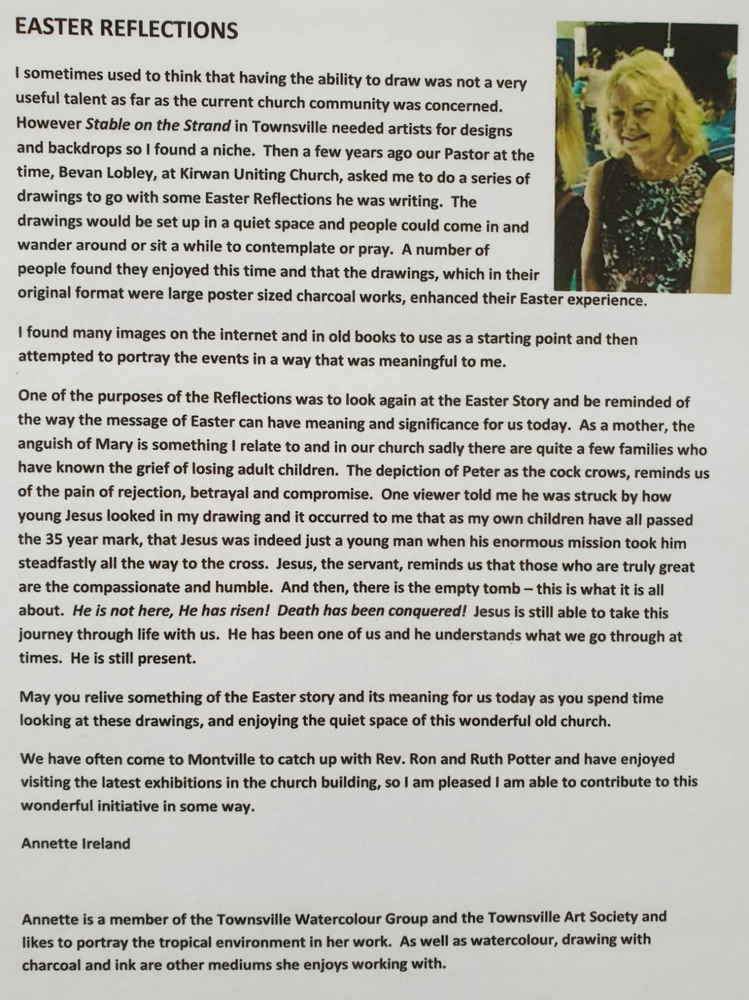 EASTER REFLECTIONS
I sometimes used to think that having the ability to draw was not a very
useful talent as far as the current church community was concerned.
However Stable on the Strand in Townsville needed artists for designs
and backdrops so I found a niche.  Then a few years ago our Pastor at the
time, Bevan Lobley, at Kirwan Uniting Church, asked me to do a series of
drawings to go with some Easter Reflections he was writing.  The
drawings would be set up in a quiet space and people could come in and
wander around or sit a while to contemplate or pray.  A number of
people found they enjoyed this time and that the drawings, which in their
original format were large poster sized charcoal works, enhanced their Easter experience.
I found many images on the internet and in old books to use as a starting point and then
attempted to portray the events in a way that was meaningful to me.
One of the purposes of the Reflections was to look again at the Easter Story and be reminded of
the way the message of Easter can have meaning and significance for us today.  As a mother, the
anguish of Mary is something I relate to and in our church sadly there are quite a few families who
have known the grief of losing adult children.  The depiction of Peter as the cock crows, reminds us
of the pain of rejection, betrayal and compromise.  One viewer told me he was struck by how
young Jesus looked in my drawing and it occurred to me that as my own children have all passed
the 35 year mark, that Jesus was indeed just a young man when his enormous mission took him
steadfastly all the way to the cross.  Jesus, the servant, reminds us that those who are truly great
are the compassionate and humble.  And then, there is the empty tomb – this is what it is all
about.  He is not here, He has risen!  Death has been conquered!  Jesus is still able to take this
journey through life with us.  He has been one of us and he understands what we go through at
times.  He is still present.
May you relive something of the Easter story and its meaning for us today as you spend time
looking at these drawings, and enjoying the quiet space of this wonderful old church.
We have often come to Montville to catch up with Rev. Ron and Ruth Potter and have enjoyed
visiting the latest exhibitions in the church building, so I am pleased I am able to contribute to this
wonderful initiative in some way.
Annette Ireland
Annette is a member of the Townsville Watercolour Group and the Townsville Art Society and
likes to portray the tropical environment in her work.  As well as watercolour, drawing with
charcoal and ink are other mediums she enjoys working with.